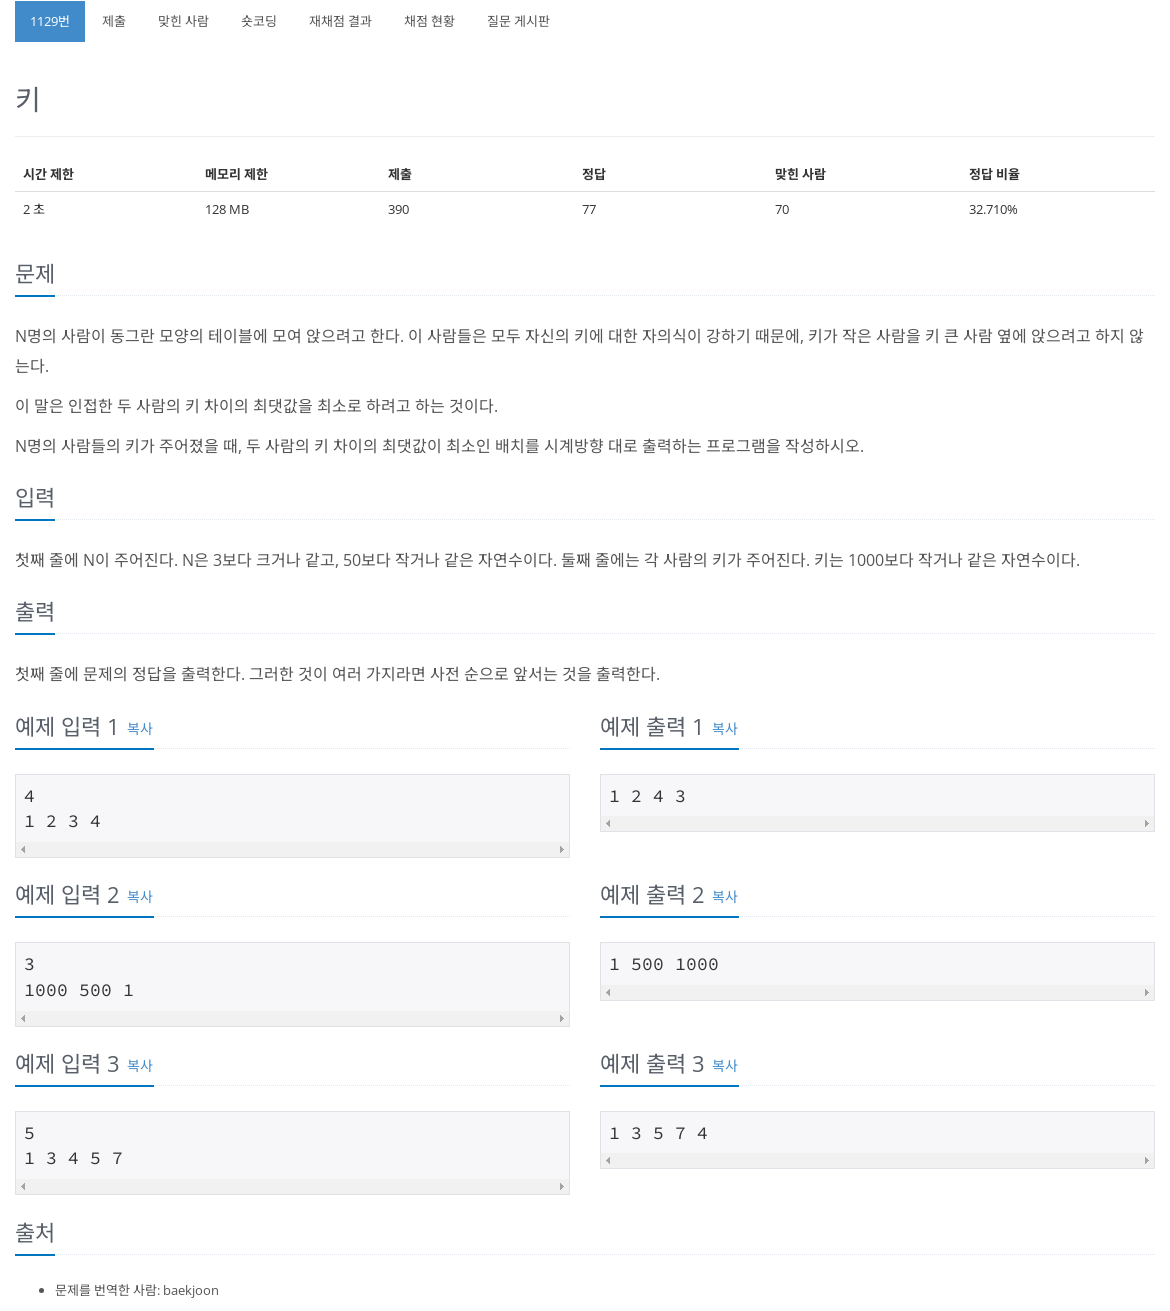 1129번 제출 맞힌 사람 숏코딩 재채점 결과 채점 현황 질문 게시판
키
시간 제한 메모리 제한 제출 정답 맞힌 사람 정답 비율
2 초 128 MB 390 77 70 32.710%
문제
N명의 사람이 동그란 모양의 테이블에 모여 앉으려고 한다. 이 사람들은 모두 자신의 키에 대한 자의식이 강하기 때문에, 키가 작은 사람을 키 큰 사람 옆에 앉으려고 하지 않
는다.
이 말은 인접한 두 사람의 키 차이의 최댓값을 최소로 하려고 하는 것이다.
N명의 사람들의 키가 주어졌을 때, 두 사람의 키 차이의 최댓값이 최소인 배치를 시계방향 대로 출력하는 프로그램을 작성하시오.
입력
첫째 줄에 N이 주어진다. N은 3보다 크거나 같고, 50보다 작거나 같은 자연수이다. 둘째 줄에는 각 사람의 키가 주어진다. 키는 1000보다 작거나 같은 자연수이다.
출력
첫째 줄에 문제의 정답을 출력한다. 그러한 것이 여러 가지라면 사전 순으로 앞서는 것을 출력한다.
예제 입력 1 복사
4
1 2 3 4
예제 출력 1 복사
1 2 4 3
예제 입력 2 복사
3
1000 500 1
예제 출력 2 복사
1 500 1000
예제 입력 3 복사
5
1 3 4 5 7
예제 출력 3 복사
1 3 5 7 4
출처
문제를 번역한 사람: baekjoon